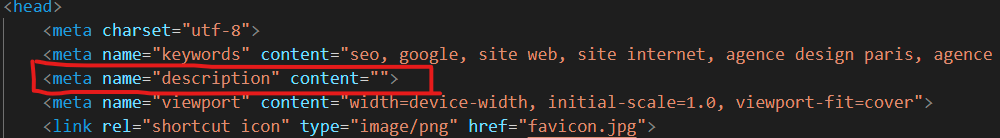 <head>
<meta charset="utf-8">
<meta name="keywords" content="seo, google, site web, site internet, agence design paris, agence
<meta name="description" content="">
<meta name="viewport" content="width=device-width, initial-scale=1.0, viewport-fit=cover">
<link rel="shortcut icon" type="image/png" href="favicon.jpg">